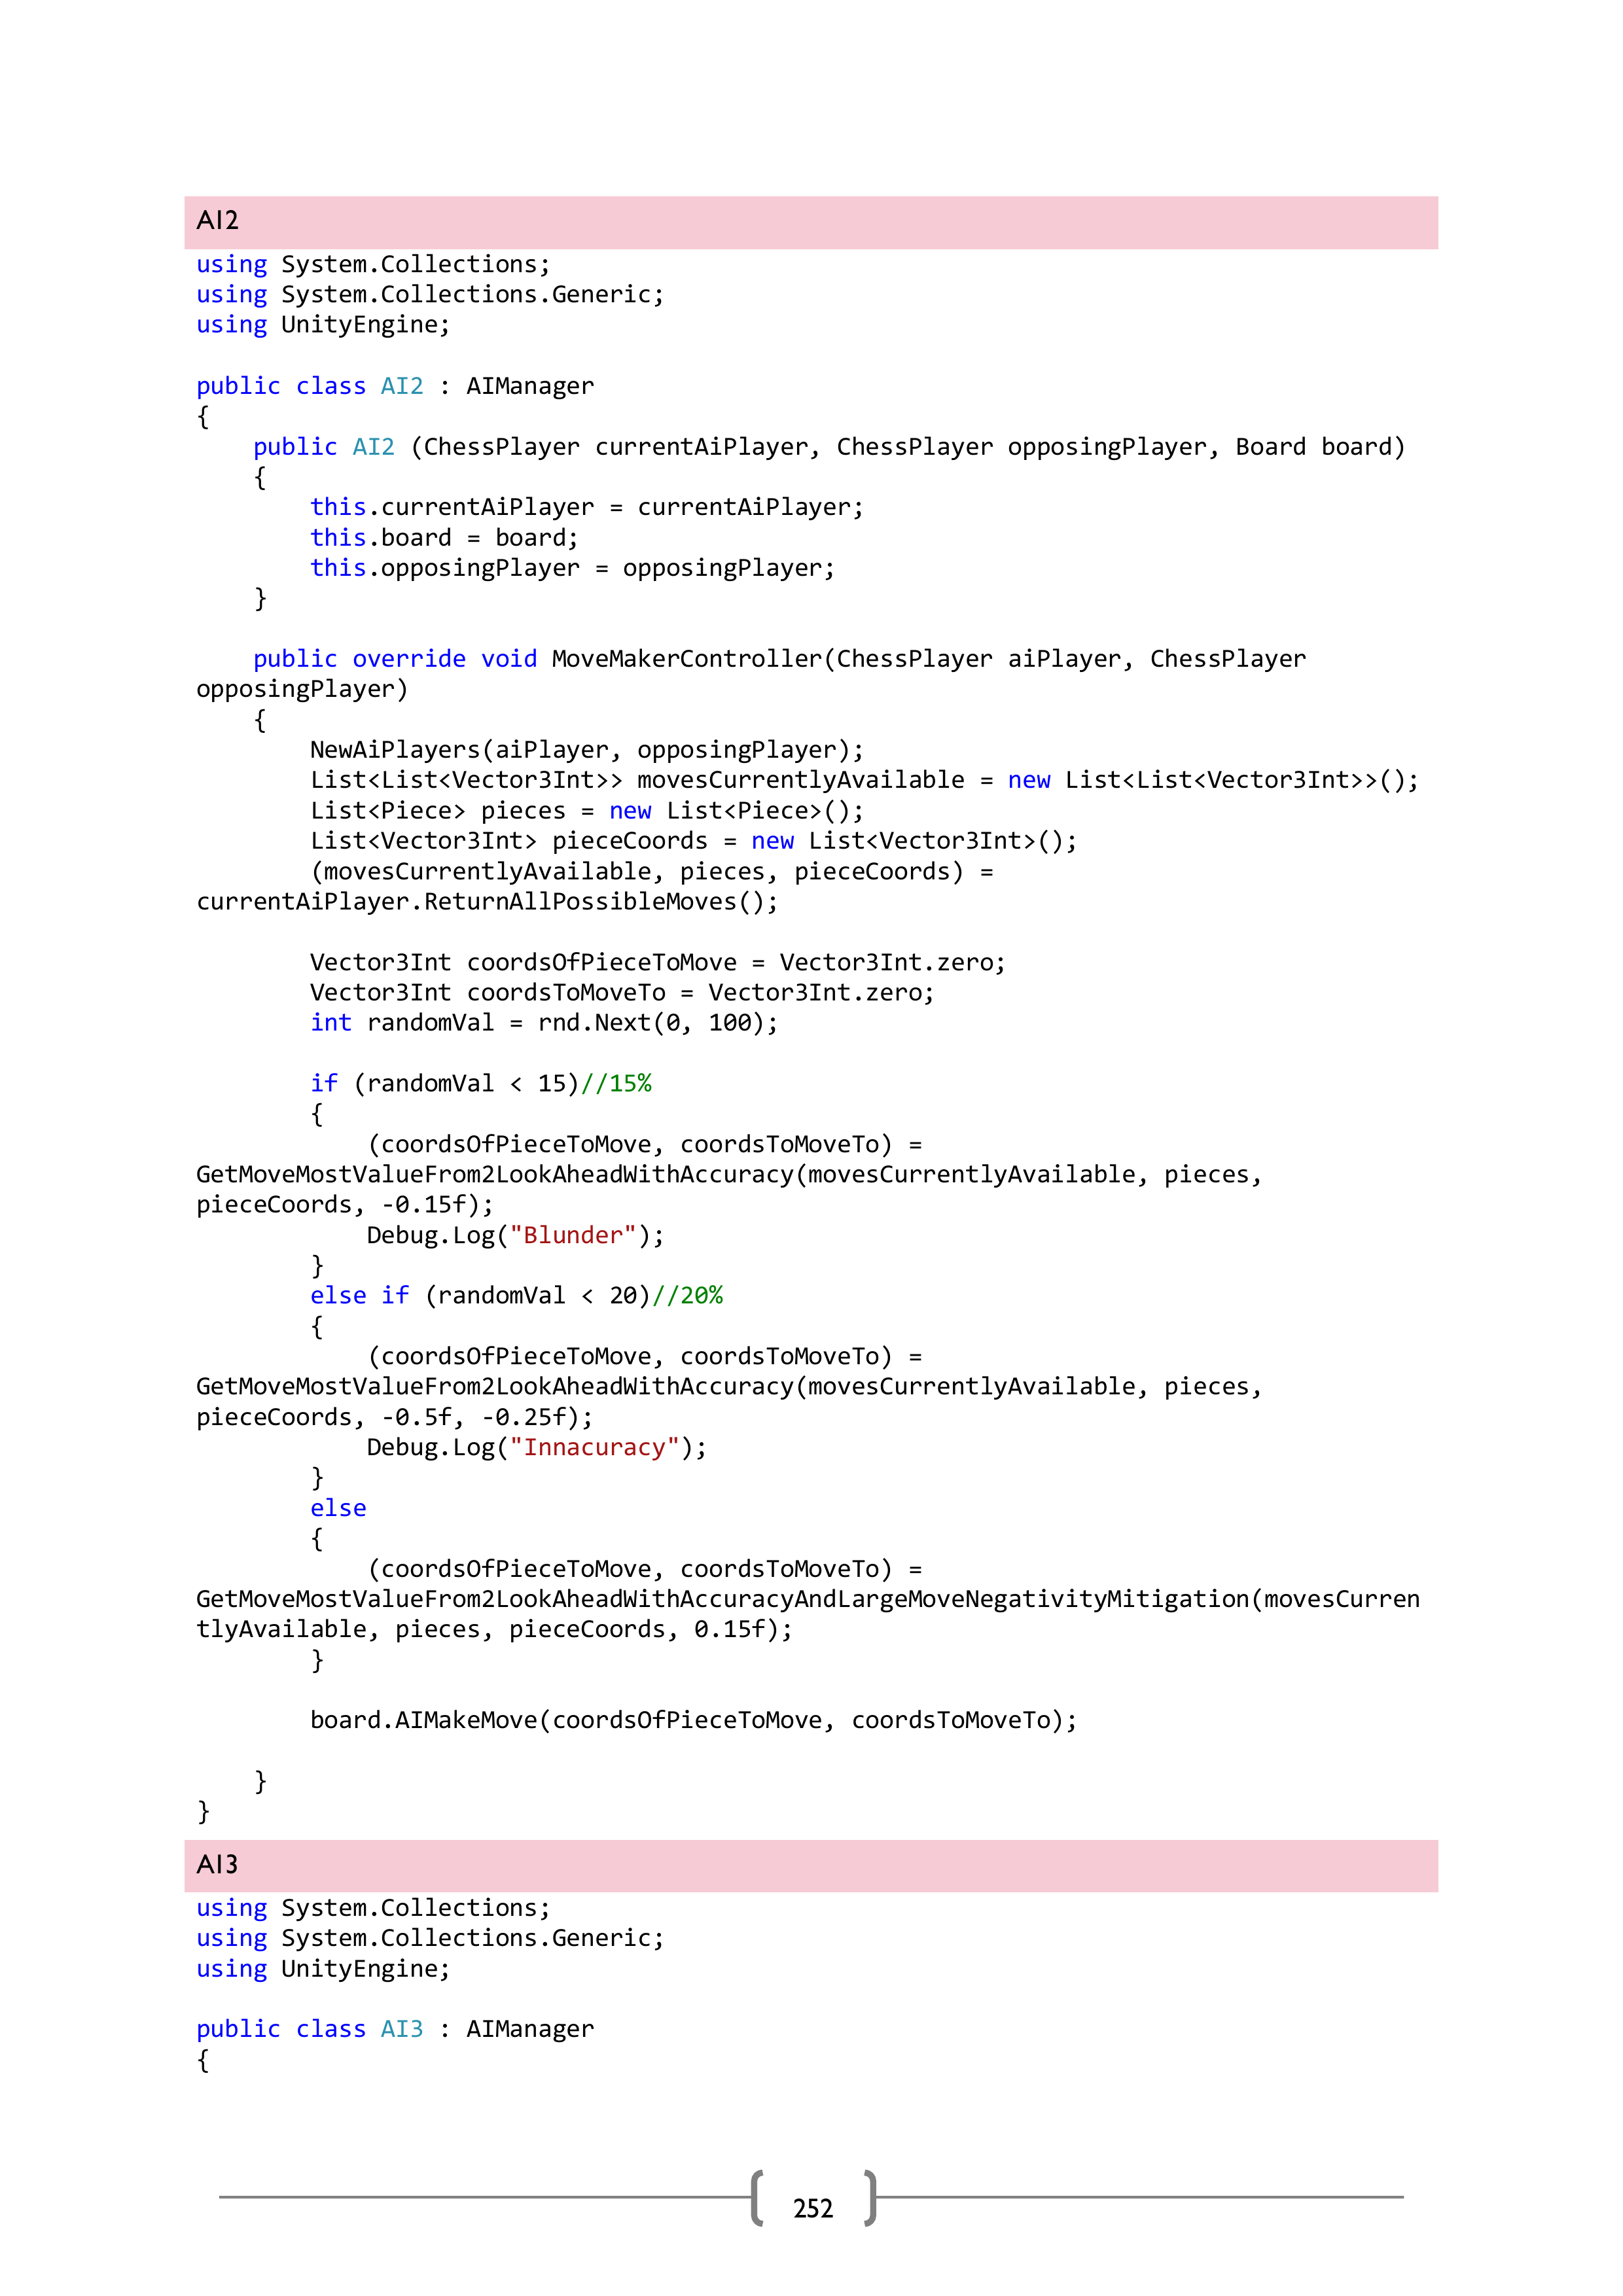 AI2
using System.Collections;
using System.Collections.Generic;
using UnityEngine;

public class AI2 : AIManager
{
    public AI2 (ChessPlayer currentAiPlayer, ChessPlayer opposingPlayer, Board board)
    {
        this.currentAiPlayer = currentAiPlayer;
        this.board = board;
        this.opposingPlayer = opposingPlayer;
    }

    public override void MoveMakerController(ChessPlayer aiPlayer, ChessPlayer
opposingPlayer)
    {
        NewAiPlayers(aiPlayer, opposingPlayer);
        List<List<Vector3Int>> movesCurrentlyAvailable = new List<List<Vector3Int>>();
        List<Piece> pieces = new List<Piece>();
        List<Vector3Int> pieceCoords = new List<Vector3Int>();
        (movesCurrentlyAvailable, pieces, pieceCoords) =
currentAiPlayer.ReturnAllPossibleMoves();

        Vector3Int coordsOfPieceToMove = Vector3Int.zero;
        Vector3Int coordsToMoveTo = Vector3Int.zero;
        int randomVal = rnd.Next(0, 100);

        if (randomVal < 15)//15%
        {
            (coordsOfPieceToMove, coordsToMoveTo) =
GetMoveMostValueFrom2LookAheadWithAccuracy(movesCurrentlyAvailable, pieces,
pieceCoords, -0.15f);
            Debug.Log("Blunder");
        }
        else if (randomVal < 20)//20%
        {
            (coordsOfPieceToMove, coordsToMoveTo) =
GetMoveMostValueFrom2LookAheadWithAccuracy(movesCurrentlyAvailable, pieces,
pieceCoords, -0.5f, -0.25f);
            Debug.Log("Innacuracy");
        }
        else
        {
            (coordsOfPieceToMove, coordsToMoveTo) =
GetMoveMostValueFrom2LookAheadWithAccuracyAndLargeMoveNegativityMitigation(movesCurren
tlyAvailable, pieces, pieceCoords, 0.15f);
        }

        board.AIMakeMove(coordsOfPieceToMove, coordsToMoveTo);

    }
}
AI3
using System.Collections;
using System.Collections.Generic;
using UnityEngine;

public class AI3 : AIManager
{
252